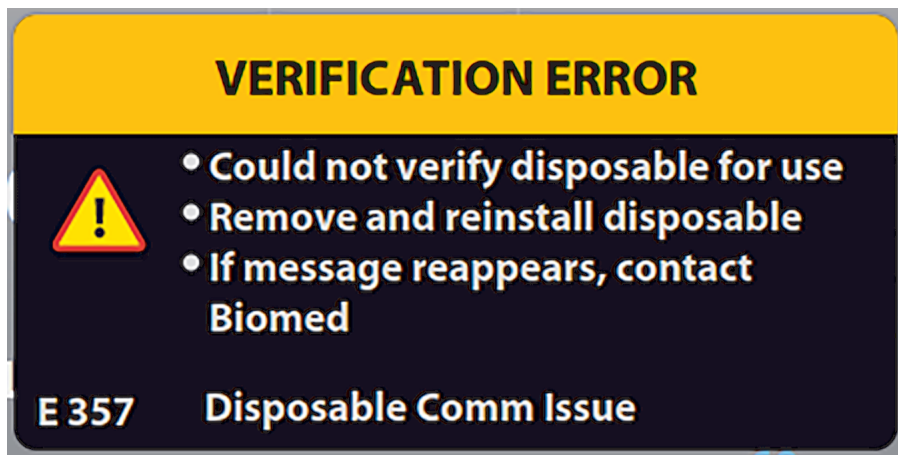 VERIFICATION ERROR
• Could not verify disposable for use
• Remove and reinstall disposable
• If message reappears, contact
Biomed
E 357 Disposable Comm Issue